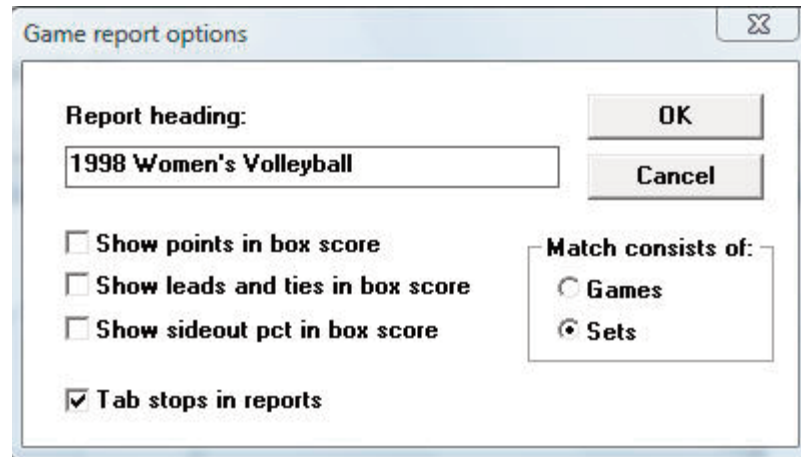 Game report options
Report heading:
OK
1998 Women's Volleyball
Cancel
Show points in box score
Show leads and ties in box score
Show sideout pct in box score
Match consists of:
Games
Sets
Tab stops in reports